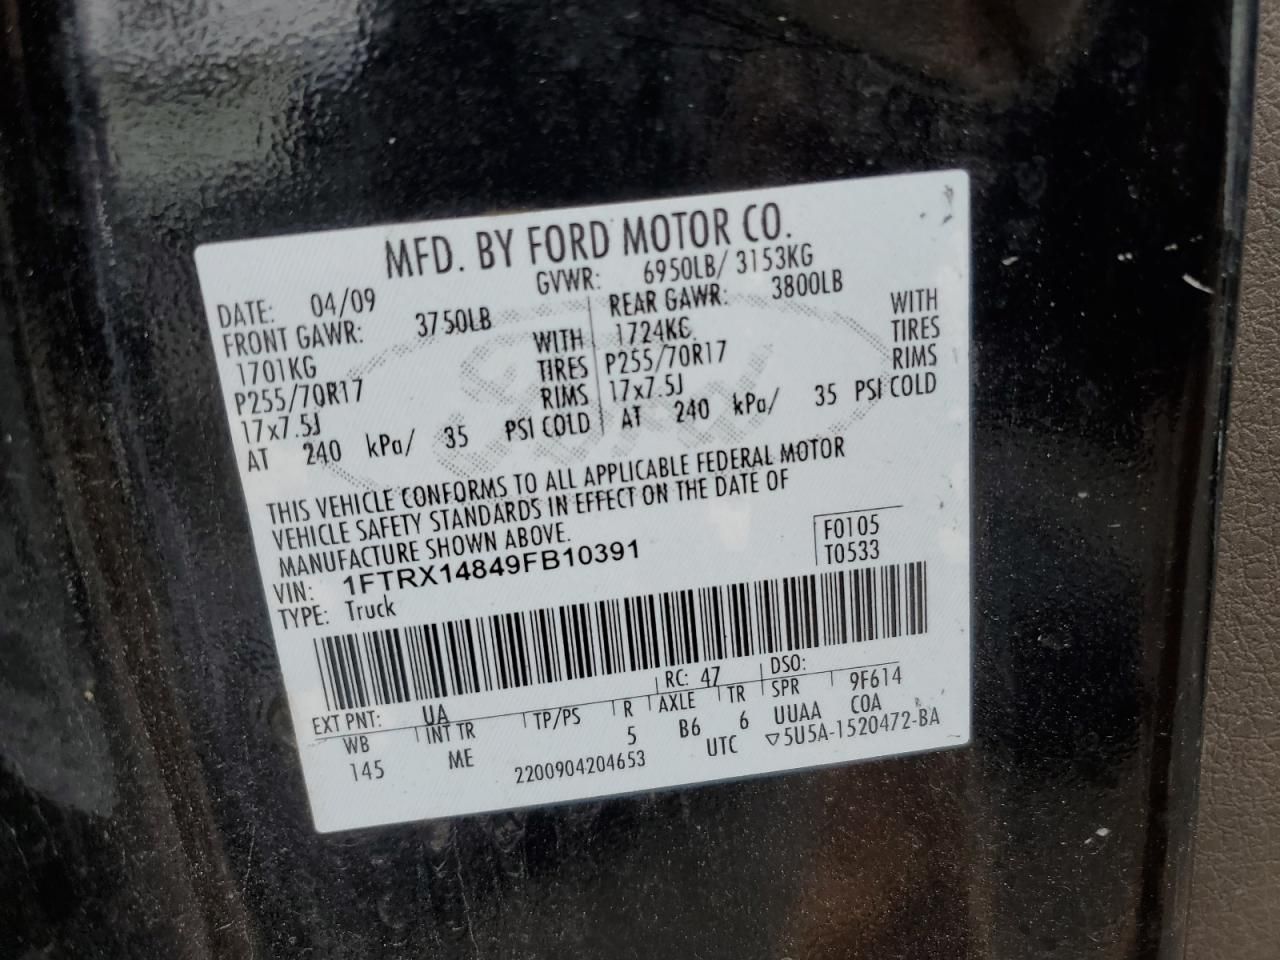 MFD. BY FORD MOTOR CO.
DATE: 04/09 GVWR: 6950LB/ 3153KG
FRONT GAWR: 3750LB REAR GAWR: 3800LB
1701KG WITH 1724KG WITH
P255/70R17 TIRES P255/70R17 TIRES
17x7.5J RIMS 17x7.5J RIMS
AT 240 kPa/ 35 PSI COLD AT 240 kPa/ 35 PSI COLD
THIS VEHICLE CONFORMS TO ALL APPLICABLE FEDERAL MOTOR
VEHICLE SAFETY STANDARDS IN EFFECT ON THE DATE OF
MANUFACTURE SHOWN ABOVE.
VIN: 1FTRX14849FB10391 F0105
TYPE: Truck T0533
EXT PNT: UA RC: 47 DSO:
WB INT TR TP/PS R AXLE TR SPR 9F614
145 ME 5 B6 6 UUAA COA
2200904204653 UTC ▽5U5A-1520472-BA
Ford